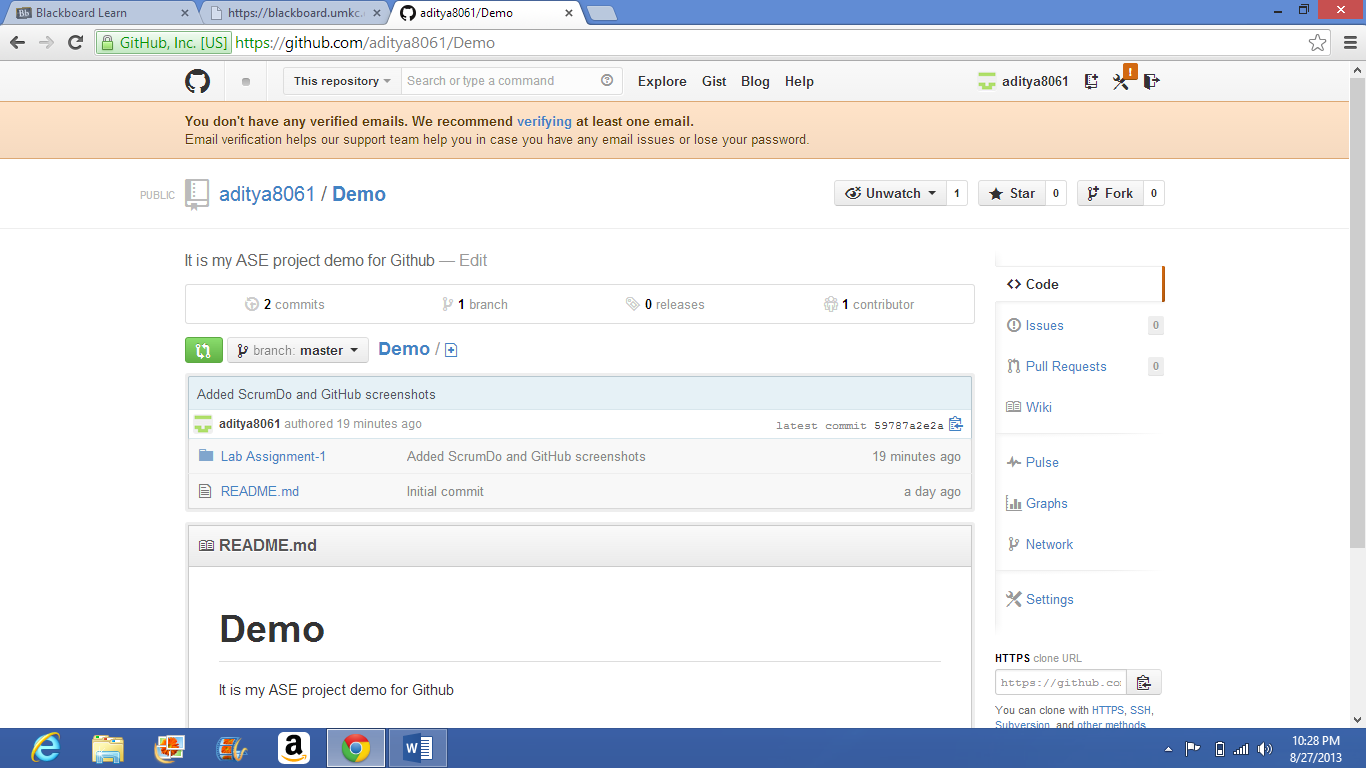 Blackboard Learn
https://blackboard.umkc.
aditya8061/Demo
GitHub, Inc. [US] https://github.com/aditya8061/Demo
This repository Search or type a command Explore Gist Blog Help aditya8061
You don't have any verified emails. We recommend verifying at least one email.
Email verification helps our support team help you in case you have any email issues or lose your password.
PUBLIC aditya8061 / Demo Unwatch 1 Star 0 Fork 0
It is my ASE project demo for Github — Edit
2 commits 1 branch 0 releases 1 contributor
branch: master Demo /
Added ScrumDo and GitHub screenshots
aditya8061 authored 19 minutes ago latest commit 59787a2e2a
Lab Assignment-1 Added ScrumDo and GitHub screenshots 19 minutes ago
README.md Initial commit a day ago
README.md
Demo
It is my ASE project demo for Github
Code
Issues 0
Pull Requests 0
Wiki
Pulse
Graphs
Network
Settings
HTTPS clone URL
https://github.co
You can clone with HTTPS, SSH,
Subversion, and other methods
10:28 PM
8/27/2013